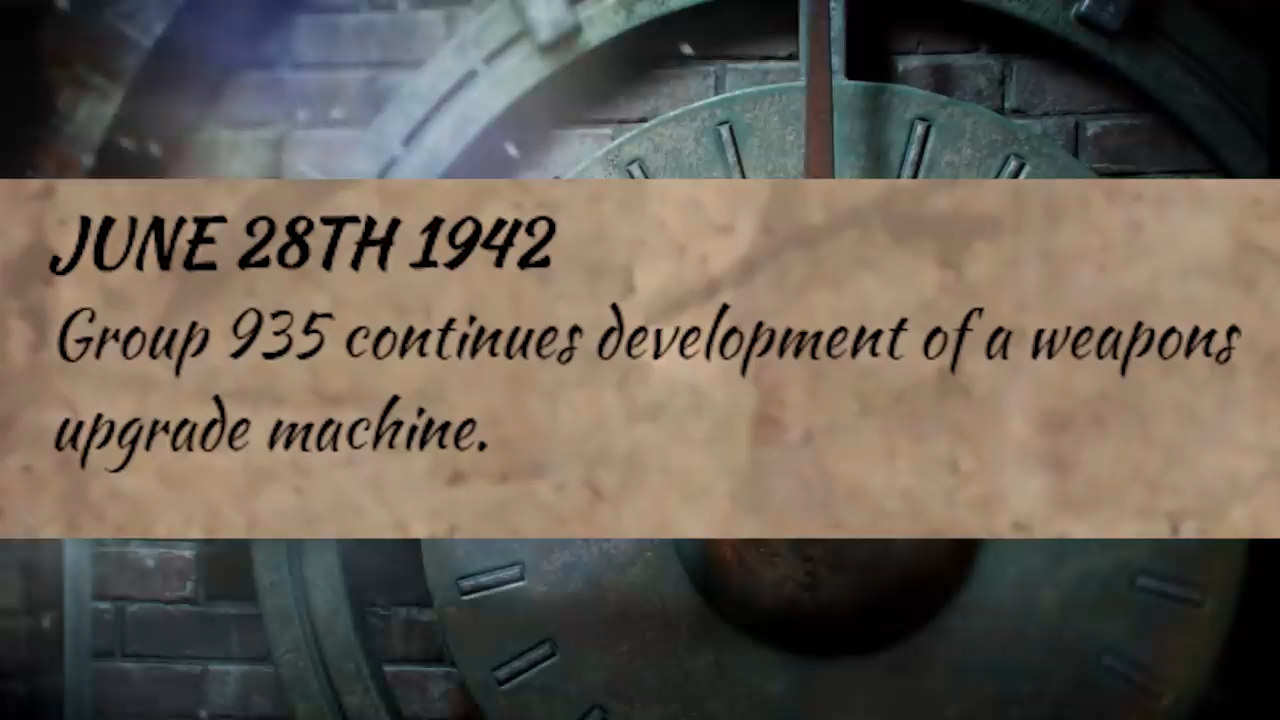 JUNE 28TH 1942
Group 935 continues development of a weapons
upgrade machine.